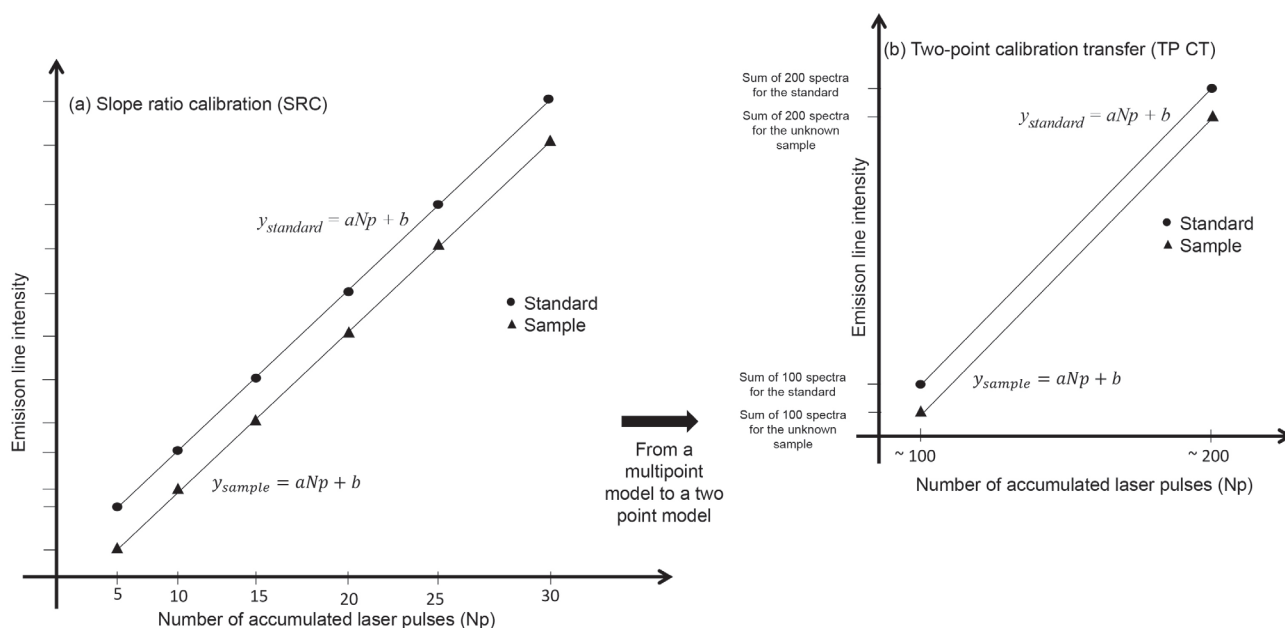 (a) Slope ratio calibration (SRC)
Emisison line intensity
y_standard = aNp + b
Standard
Sample
y_sample = aNp + b
5
10
15
20
25
30
Number of accumulated laser pulses (Np)
From a
multipoint
model to a two
point model
(b) Two-point calibration transfer (TP CT)
Sum of 200 spectra
for the standard
Sum of 200 spectra
for the unknown
sample
y_standard = aNp + b
Emisison line intensity
Standard
Sample
Sum of 100 spectra
for the standard
Sum of 100 spectra
for the unknown
sample
y_sample = aNp + b
~ 100
~ 200
Number of accumulated laser pulses (Np)